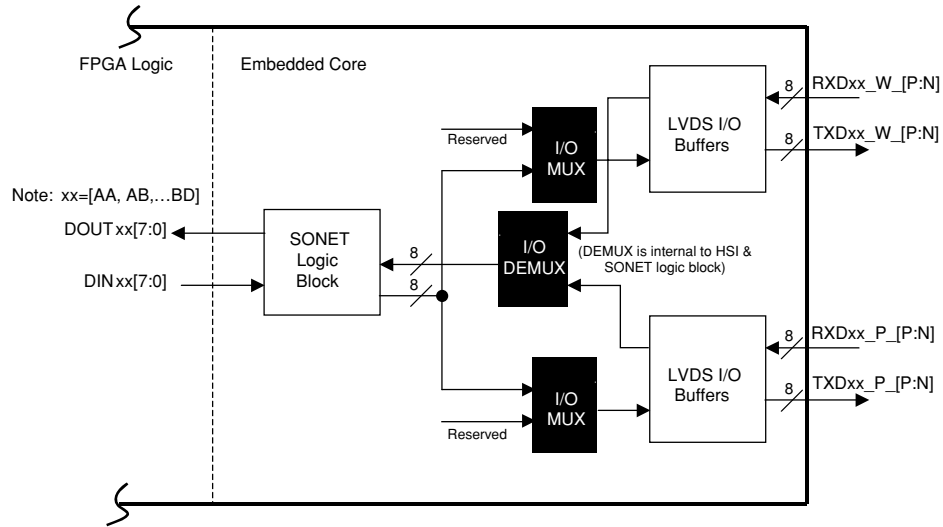 FPGA Logic
Embedded Core
8
RXDxx_W_[P:N]
LVDS I/O
Buffers
8
TXDxx_W_[P:N]
Reserved
I/O
MUX
Note: xx=[AA, AB,...BD]
DOUTxx[7:0]
DINxx[7:0]
SONET
Logic
Block
8
8
I/O
DEMUX
(DEMUX is internal to HSI &
SONET logic block)
8
RXDxx_P_[P:N]
LVDS I/O
Buffers
8
TXDxx_P_[P:N]
I/O
MUX
Reserved